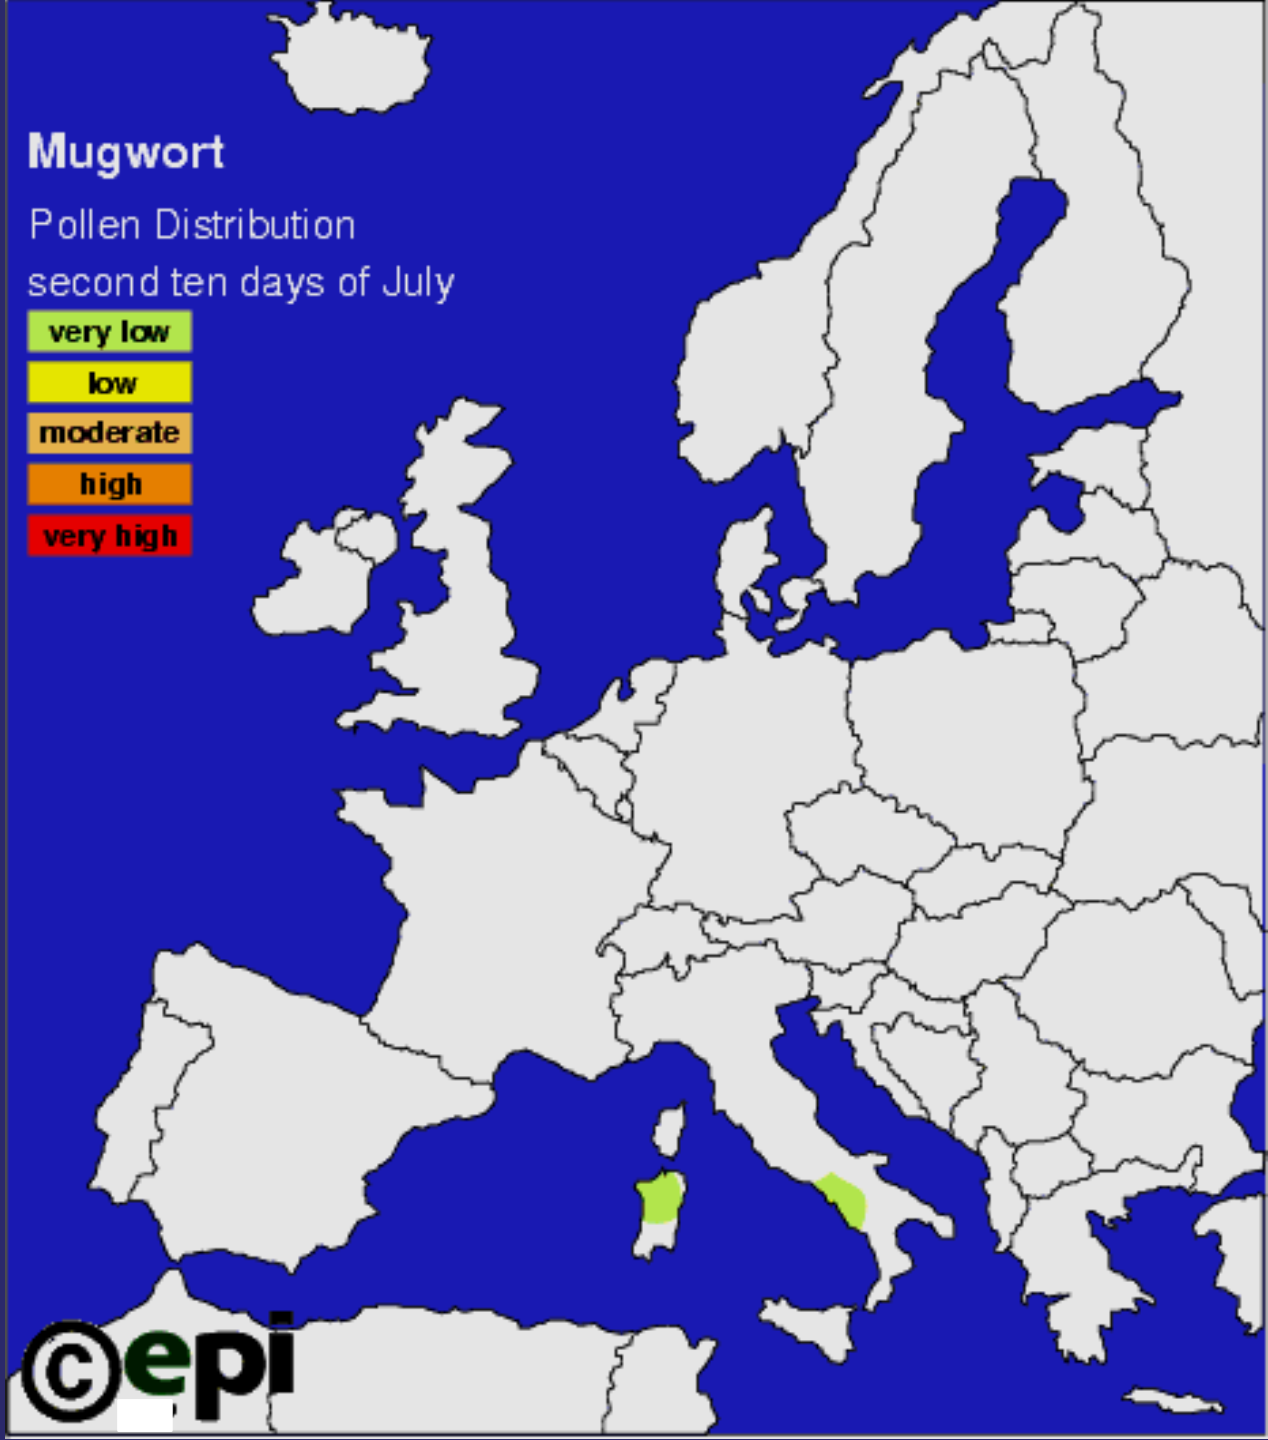 Mugwort
Pollen Distribution
second ten days of July
very low
low
moderate
high
very high
©epi